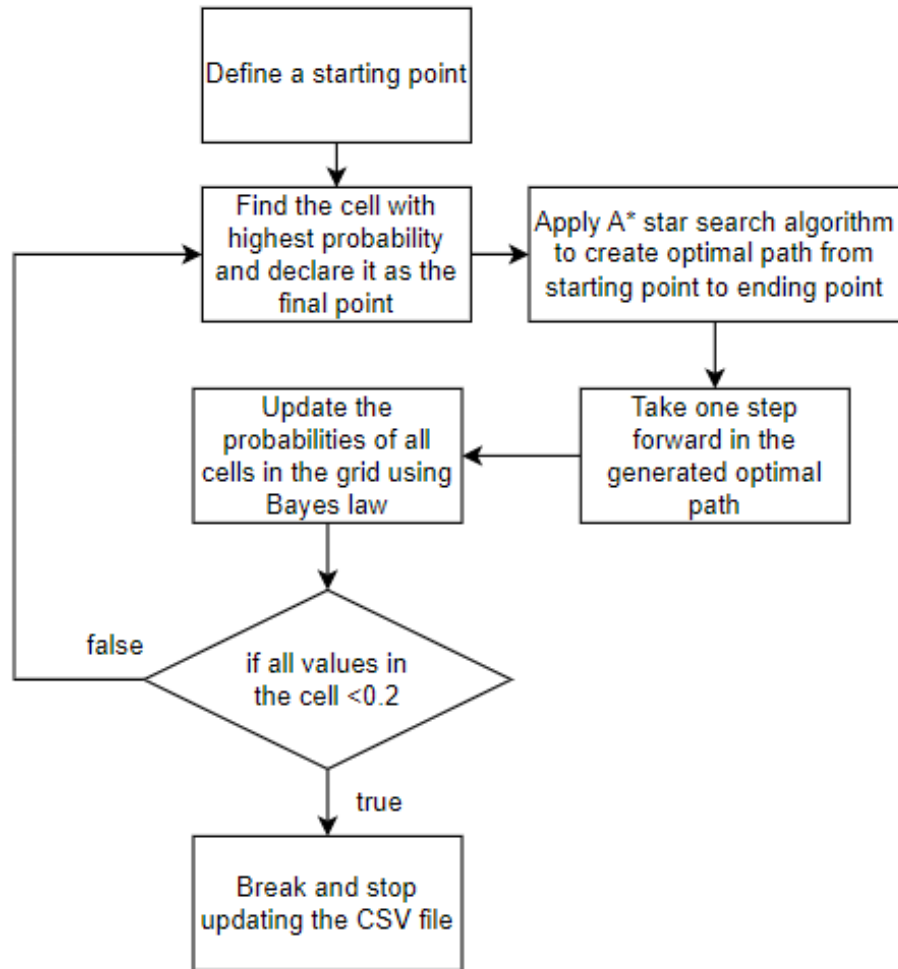 Define a starting point
Find the cell with
highest probability
and declare it as the
final point
Apply A* star search algorithm
to create optimal path from
starting point to ending point
Take one step
forward in the
generated optimal
path
Update the
probabilities of all
cells in the grid using
Bayes law
if all values in
the cell <0.2
false
true
Break and stop
updating the CSV file